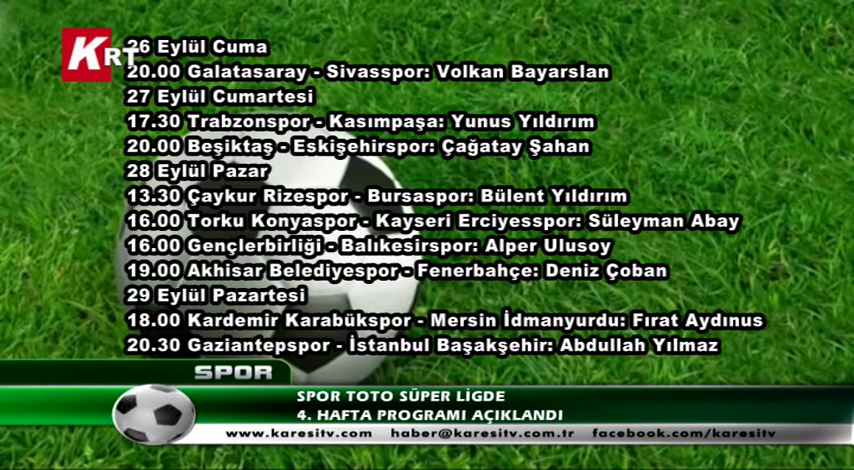 KRT
26 Eylül Cuma
20.00 Galatasaray - Sivasspor: Volkan Bayarslan
27 Eylül Cumartesi
17.30 Trabzonspor - Kasımpaşa: Yunus Yıldırım
20.00 Beşiktaş - Eskişehirspor: Çağatay Şahan
28 Eylül Pazar
13.30 Çaykur Rizespor - Bursaspor: Bülent Yıldırım
16.00 Torku Konyaspor - Kayseri Erciyesspor: Süleyman Abay
16.00 Gençlerbirliği - Balıkesirspor: Alper Ulusoy
19.00 Akhisar Belediyespor - Fenerbahçe: Deniz Çoban
29 Eylül Pazartesi
18.00 Kardemir Karabükspor - Mersin İdmanyurdu: Fırat Aydınus
20.30 Gaziantepspor - İstanbul Başakşehir: Abdullah Yılmaz
SPOR
SPOR TOTO SÜPER LİGDE
4. HAFTA PROGRAMI AÇIKLANDI
www.karesitv.com haber@karesitv.com.tr facebook.com/karesitv